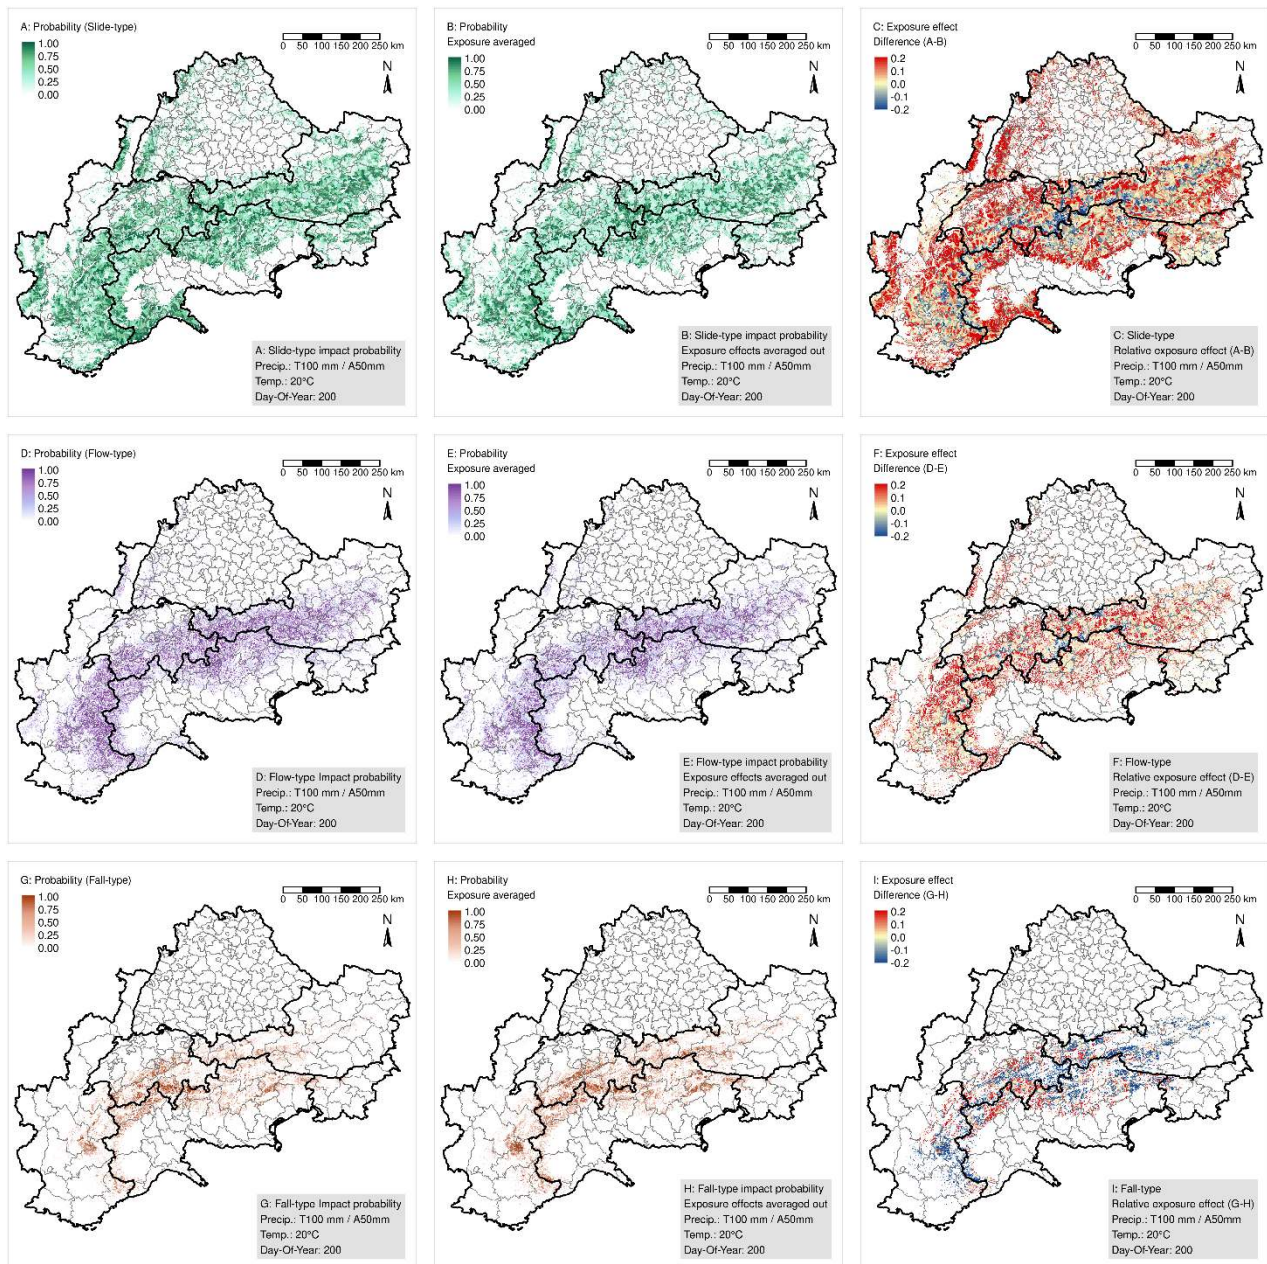 A: Probability (Slide-type)
1.00
0.75
0.50
0.25
0.00
0 50 100 150 200 250 km
N
A: Slide-type impact probability
Precip.: T100 mm / A50mm
Temp.: 20°C
Day-Of-Year: 200
B: Probability
Exposure averaged
1.00
0.75
0.50
0.25
0.00
0 50 100 150 200 250 km
N
B: Slide-type impact probability
Exposure effects averaged out
Precip.: T100 mm / A50mm
Temp.: 20°C
Day-Of-Year: 200
C: Exposure effect
Difference (A-B)
0.2
0.1
0.0
-0.1
-0.2
0 50 100 150 200 250 km
N
C: Slide-type
Relative exposure effect (A-B)
Precip.: T100 mm / A50mm
Temp.: 20°C
Day-Of-Year: 200
D: Probability (Flow-type)
1.00
0.75
0.50
0.25
0.00
0 50 100 150 200 250 km
N
D: Flow-type Impact probability
Precip.: T100 mm / A50mm
Temp.: 20°C
Day-Of-Year: 200
E: Probability
Exposure averaged
1.00
0.75
0.50
0.25
0.00
0 50 100 150 200 250 km
N
E: Flow-type impact probability
Exposure effects averaged out
Precip.: T100 mm / A50mm
Temp.: 20°C
Day-Of-Year: 200
F: Exposure effect
Difference (D-E)
0.2
0.1
0.0
-0.1
-0.2
0 50 100 150 200 250 km
N
F: Flow-type
Relative exposure effect (D-E)
Precip.: T100 mm / A50mm
Temp.: 20°C
Day-Of-Year: 200
G: Probability (Fall-type)
1.00
0.75
0.50
0.25
0.00
0 50 100 150 200 250 km
N
G: Fall-type Impact probability
Precip.: T100 mm / A50mm
Temp.: 20°C
Day-Of-Year: 200
H: Probability
Exposure averaged
1.00
0.75
0.50
0.25
0.00
0 50 100 150 200 250 km
N
H: Fall-type impact probability
Exposure effects averaged out
Precip.: T100 mm / A50mm
Temp.: 20°C
Day-Of-Year: 200
I: Exposure effect
Difference (G-H)
0.2
0.1
0.0
-0.1
-0.2
0 50 100 150 200 250 km
N
I: Fall-type
Relative exposure effect (G-H)
Precip.: T100 mm / A50mm
Temp.: 20°C
Day-Of-Year: 200